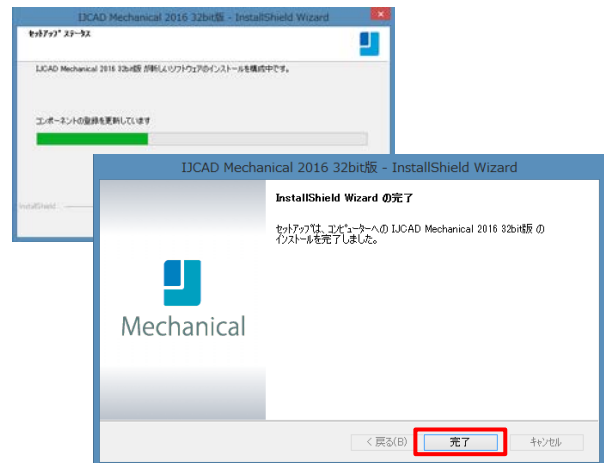 IJCAD Mechanical 2016 32bit版 - InstallShield Wizard
セットアップ ステータス
IJCAD Mechanical 2016 32bit版 が新しいソフトウェアのインストールを構成中です。
コンポーネントの登録を更新しています
InstallShield
IJCAD Mechanical 2016 32bit版 - InstallShield Wizard
InstallShield Wizard の完了
セットアップは、コンピューターへの IJCAD Mechanical 2016 32bit版 の
インストールを完了しました。
Mechanical
< 戻る(B)
完了
キャンセル